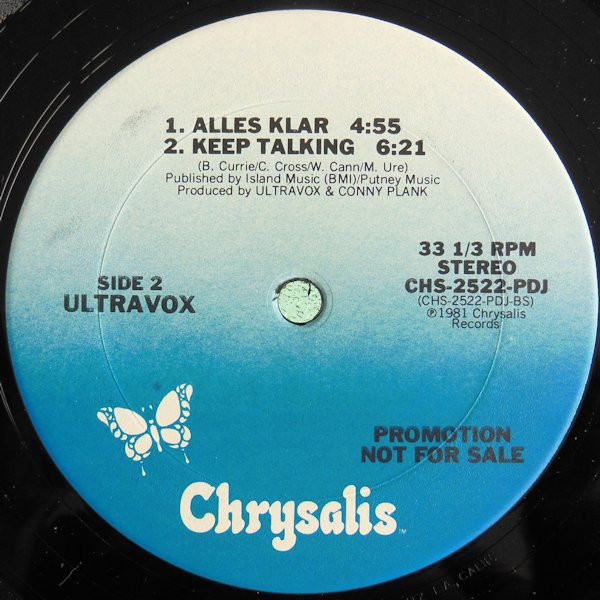 1. ALLES KLAR 4:55
2. KEEP TALKING 6:21
(B. Currie/C. Cross/W. Cann/M. Ure)
Published by Island Music (BMI)/Putney Music
Produced by ULTRAVOX & CONNY PLANK
SIDE 2
ULTRAVOX
33 1/3 RPM
STEREO
CHS-2522-PDJ
(CHS-2522-PDJ-BS)
℗1981 Chrysalis
Records
PROMOTION
NOT FOR SALE
Chrysalis™